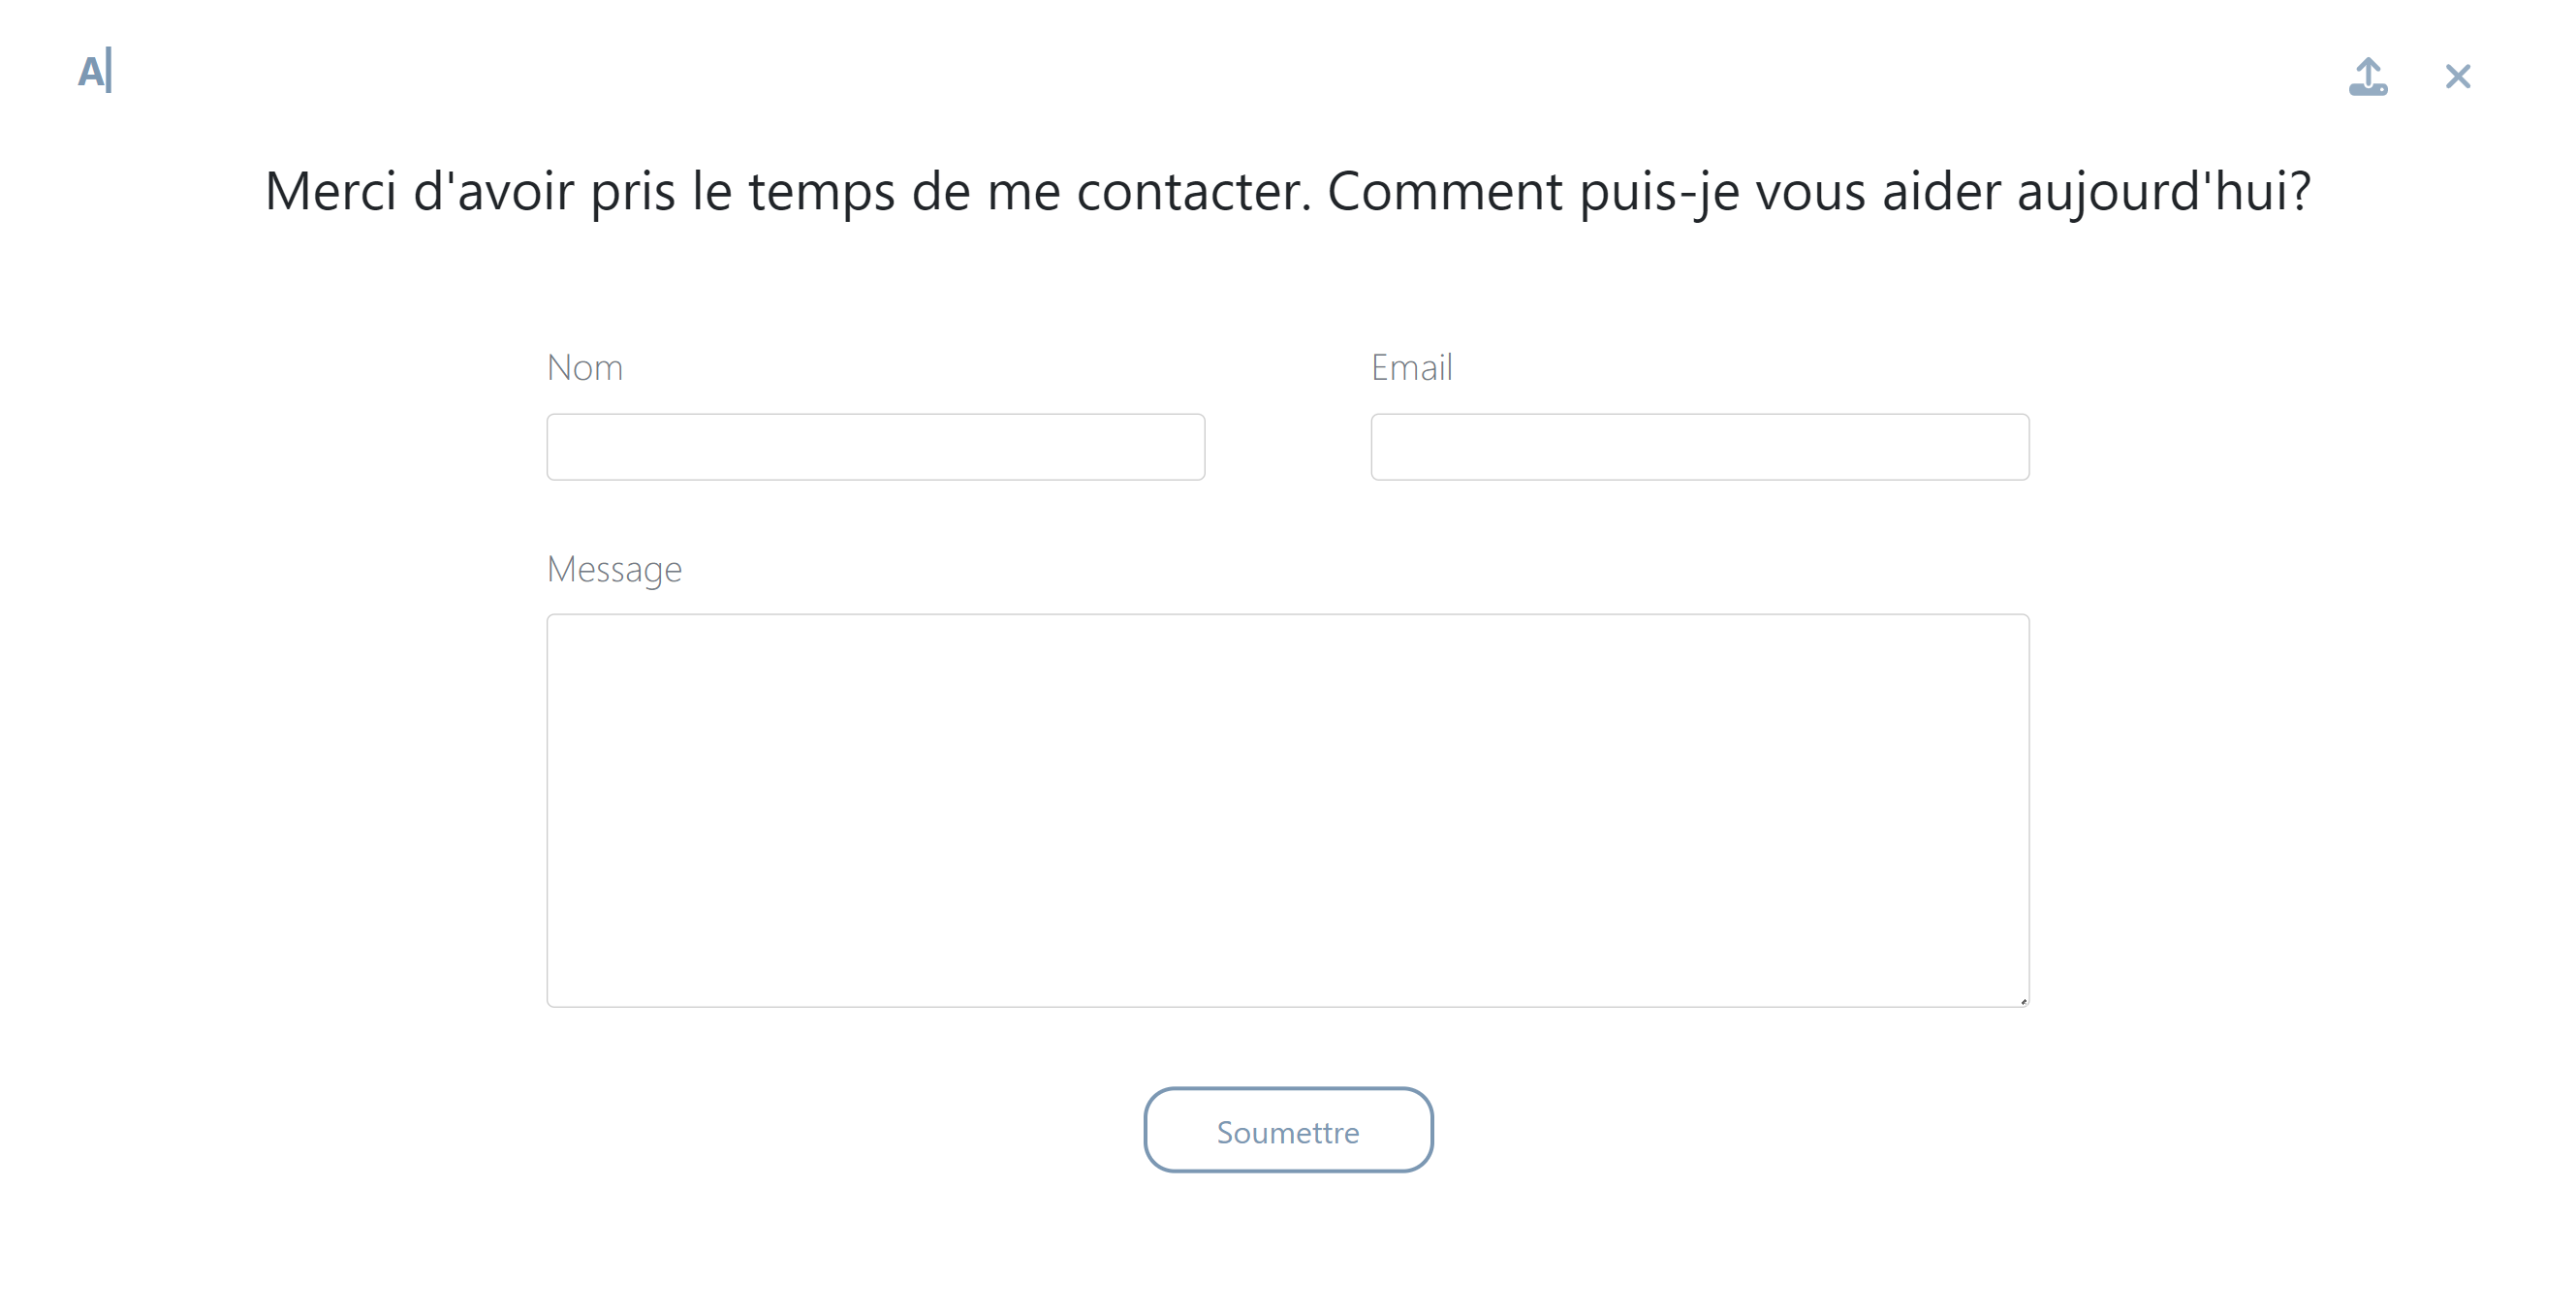 A|
Merci d'avoir pris le temps de me contacter. Comment puis-je vous aider aujourd'hui?
Nom
Email
Message
Soumettre